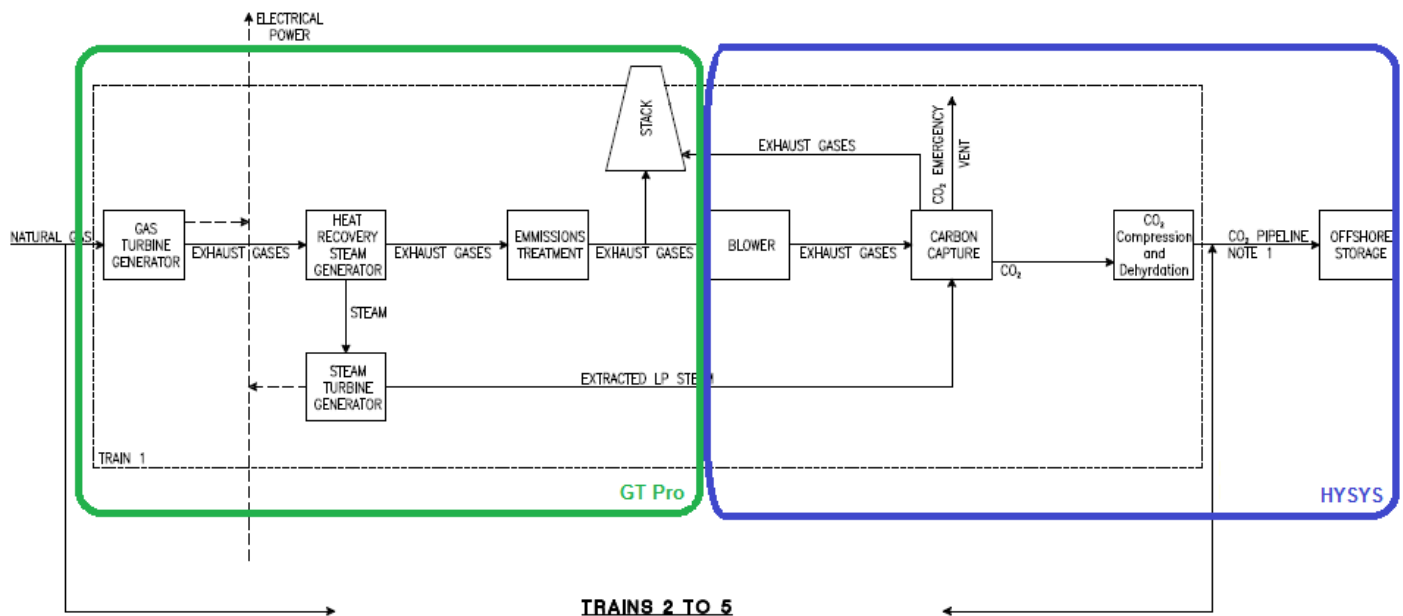 ELECTRICAL
POWER
STACK
EXHAUST GASES
CO₂ EMERGENCY
VENT
NATURAL GAS
GAS
TURBINE
GENERATOR
EXHAUST GASES
HEAT
RECOVERY
STEAM
GENERATOR
EXHAUST GASES
EMMISSIONS
TREATMENT
EXHAUST GASES
BLOWER
EXHAUST GASES
CARBON
CAPTURE
CO₂
CO₂
Compression
and
Dehyrdation
CO₂ PIPELINE
NOTE 1
OFFSHORE
STORAGE
STEAM
STEAM
TURBINE
GENERATOR
EXTRACTED LP STEAM
TRAIN 1
GT Pro
HYSYS
TRAINS 2 TO 5